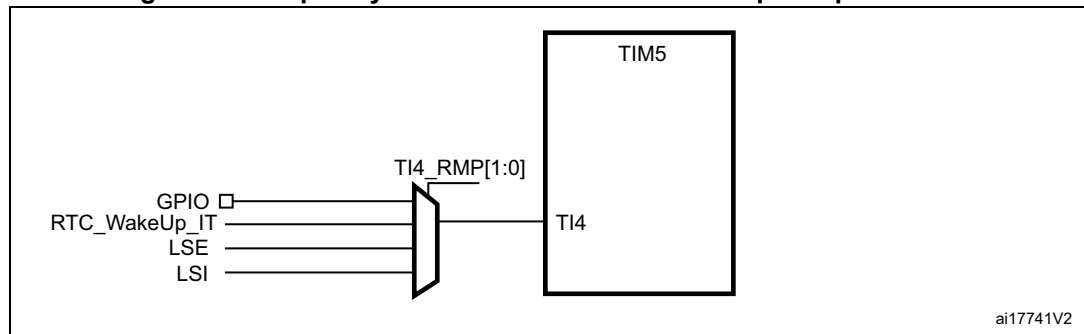 TIM5
TI4_RMP[1:0]
GPIO
RTC_WakeUp_IT
TI4
LSE
LSI
ai17741V2